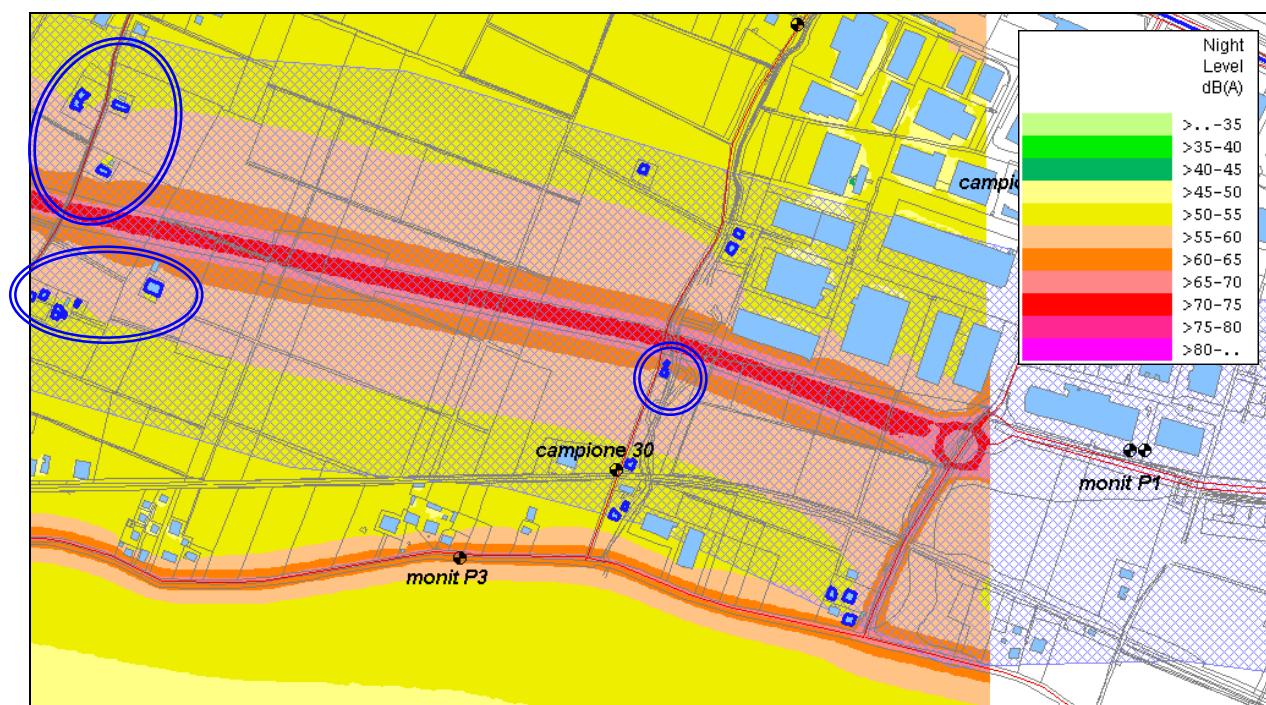 Night
Level
dB(A)
>..-35
>35-40
>40-45
>45-50
>50-55
>55-60
>60-65
>65-70
>70-75
>75-80
>80-..
campio
campione 30
monit P1
monit P3